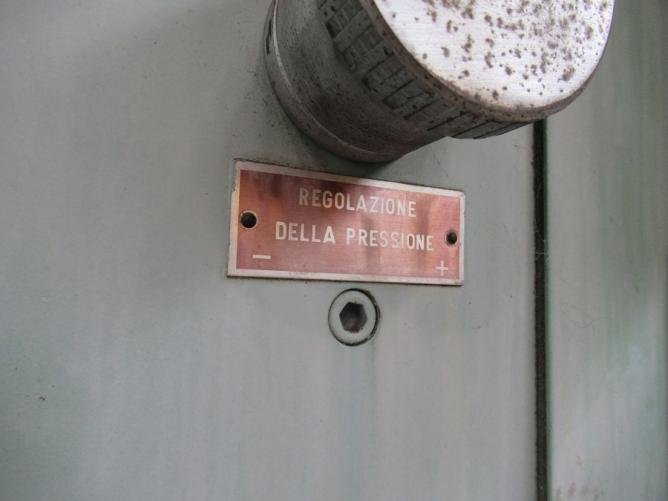 REGOLAZIONE
DELLA PRESSIONE
− +